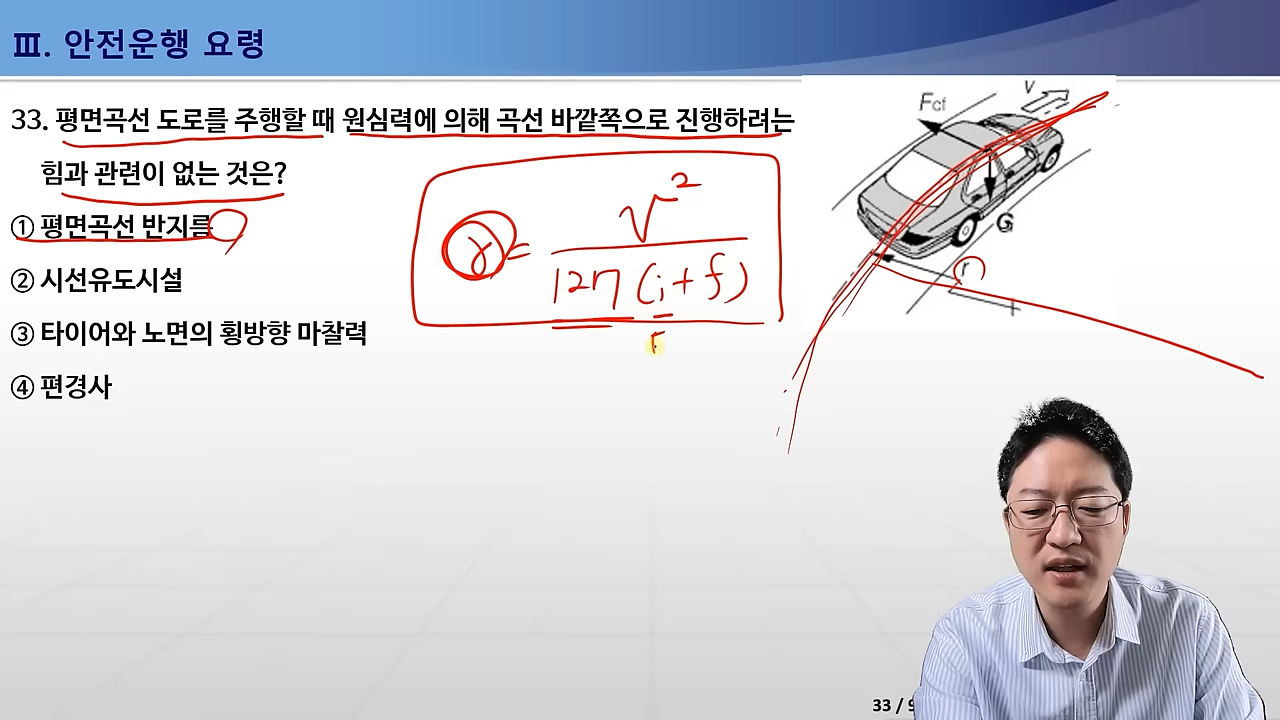 Ⅲ. 안전운행 요령
33. 평면곡선 도로를 주행할 때 원심력에 의해 곡선 바깥쪽으로 진행하려는
힘과 관련이 없는 것은?
① 평면곡선 반지름
② 시선유도시설
③ 타이어와 노면의 횡방향 마찰력
④ 편경사
γ = V² / 127 (i + f)
Fcf
V
G
r
33 / 9